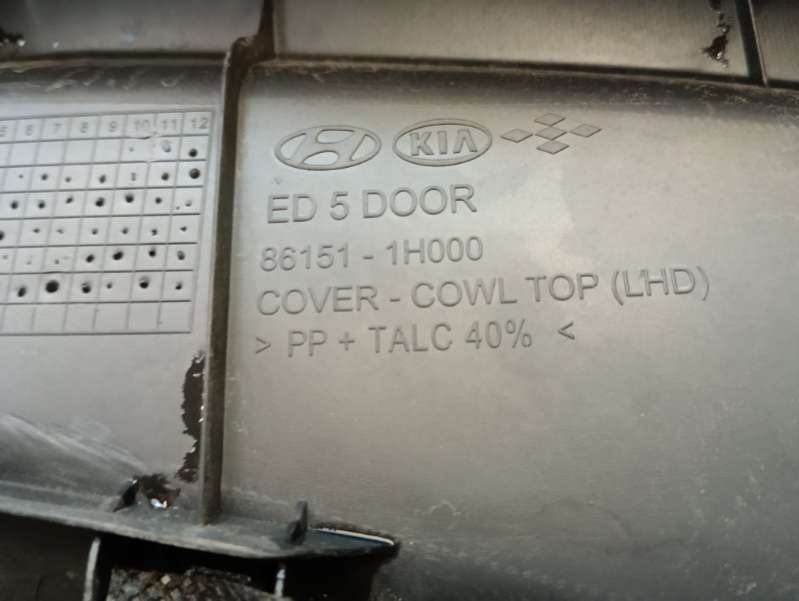 5 6 7 8 9 10 11 12
KIA
ED 5 DOOR
86151 - 1H000
COVER - COWL TOP (LHD)
> PP + TALC 40% <